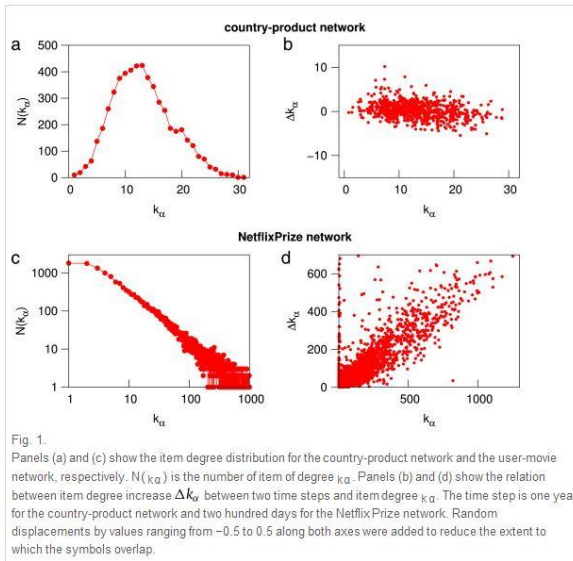 country-product network
a
b
N(kα)
500
400
300
200
100
0
0 10 20 30
kα
Δkα
10
0
−10
0 10 20 30
kα
NetflixPrize network
c
d
N(kα)
1000
100
10
1
1 10 100 1000
kα
Δkα
600
400
200
0
500 1000
kα
Fig. 1.
Panels (a) and (c) show the item degree distribution for the country-product network and the user-movie
network, respectively. N(kα) is the number of item of degree kα. Panels (b) and (d) show the relation
between item degree increase Δkα between two time steps and item degree kα. The time step is one year
for the country-product network and two hundred days for the Netflix Prize network. Random
displacements by values ranging from −0.5 to 0.5 along both axes were added to reduce the extent to
which the symbols overlap.